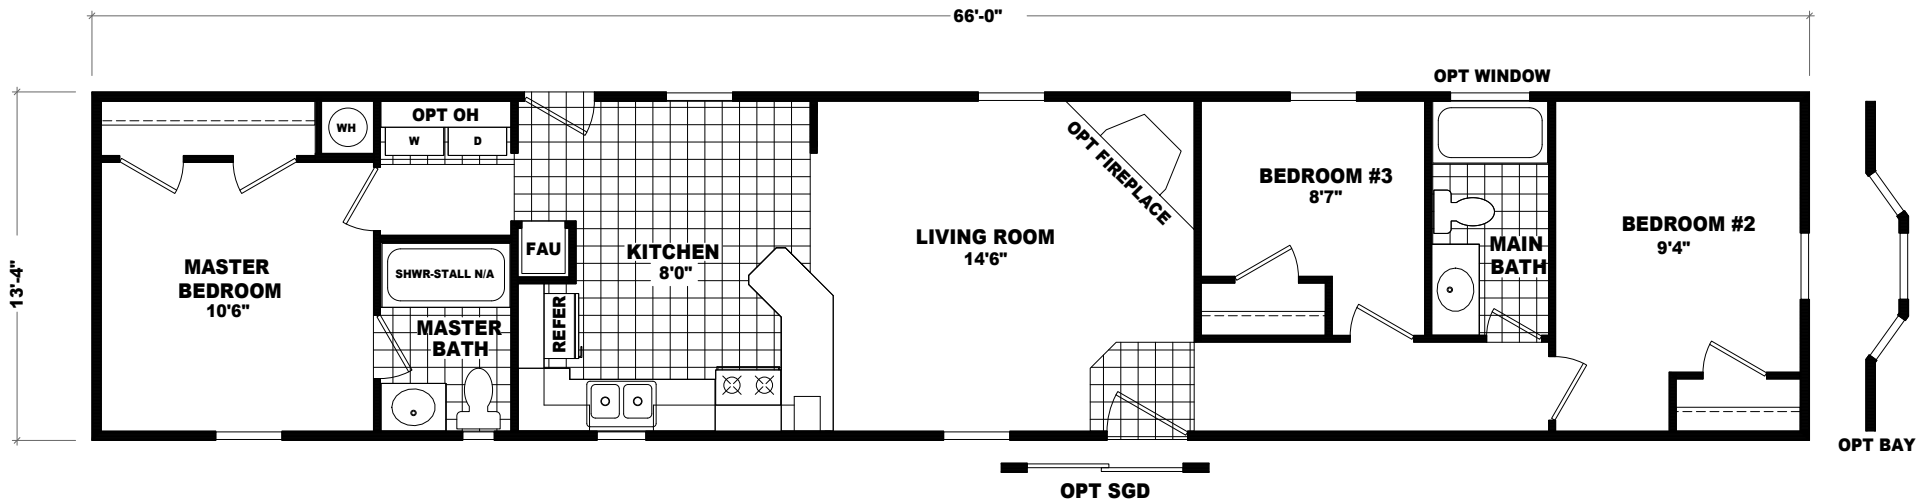 66'-0"
OPT WINDOW
OPT OH
WH
W
D
OPT FIREPLACE
BEDROOM #3
8'7"
BEDROOM #2
9'4"
LIVING ROOM
14'6"
MAIN
BATH
FAU
KITCHEN
8'0"
MASTER
BEDROOM
10'6"
SHWR-STALL N/A
13'-4"
REFER
MASTER
BATH
OPT BAY
OPT SGD